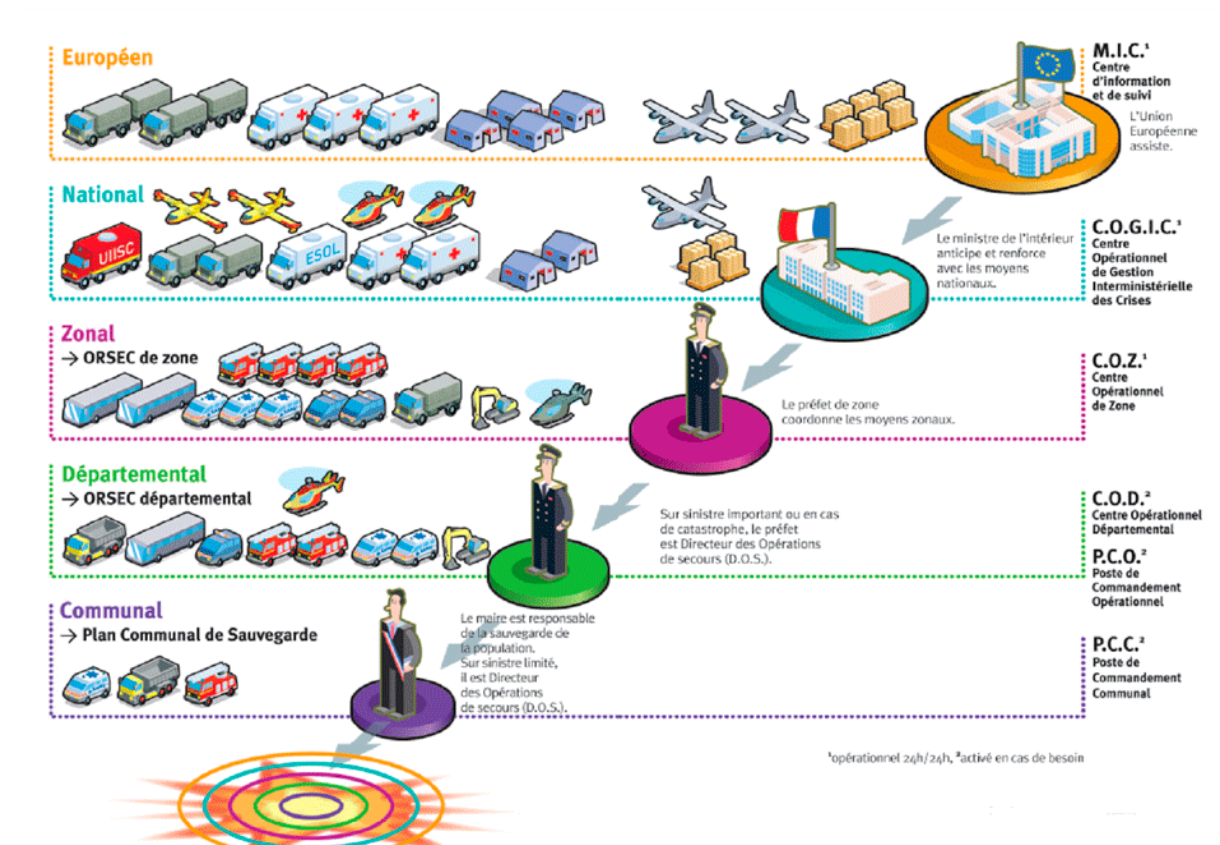 Européen
M.I.C.¹
Centre
d'information
et de suivi
L'Union
Européenne
assiste.
National
UIISC
ESOL
Le ministre de l'intérieur
anticipe et renforce
avec les moyens
nationaux.
C.O.G.I.C.¹
Centre
Opérationnel
de Gestion
Interministérielle
des Crises
Zonal
→ ORSEC de zone
Le préfet de zone
coordonne les moyens zonaux.
C.O.Z.¹
Centre
Opérationnel
de Zone
Départemental
→ ORSEC départemental
Sur sinistre important ou en cas
de catastrophe, le préfet
est Directeur des Opérations
de secours (D.O.S.).
C.O.D.²
Centre Opérationnel
Départemental
P.C.O.²
Poste de
Commandement
Opérationnel
Communal
→ Plan Communal de Sauvegarde
Le maire est responsable
de la sauvegarde de
la population.
Sur sinistre limité,
il est Directeur
des Opérations
de secours (D.O.S.).
P.C.C.²
Poste de
Commandement
Communal
¹opérationnel 24h/24h, ²activé en cas de besoin